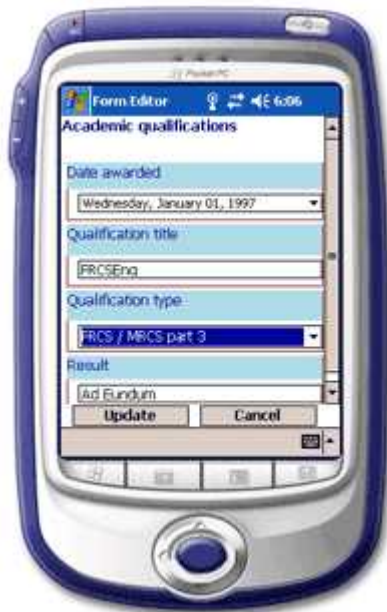 Pocket PC
Form Editor 6:06
Academic qualifications
Date awarded
Wednesday, January 01, 1997
Qualification title
FRCSEng
Qualification type
FRCS / MRCS part 3
Result
Ad Eundum
Update Cancel